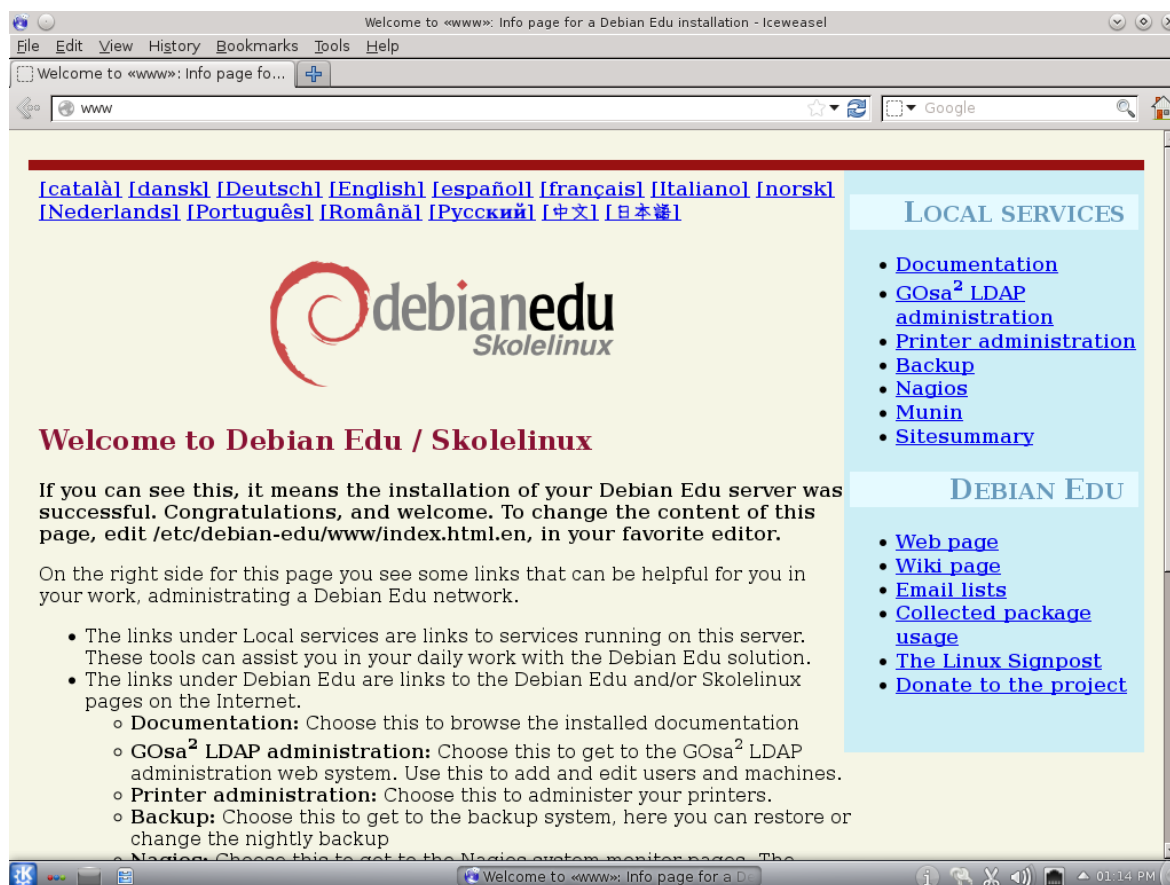 Welcome to «www»: Info page for a Debian Edu installation - Iceweasel
File Edit View History Bookmarks Tools Help
Welcome to «www»: Info page fo...
www
Google
[català] [dansk] [Deutsch] [English] [español] [français] [Italiano] [norsk]
[Nederlands] [Português] [Română] [Русский] [中文] [日本語]
debianedu
Skolelinux
Welcome to Debian Edu / Skolelinux
If you can see this, it means the installation of your Debian Edu server was
successful. Congratulations, and welcome. To change the content of this
page, edit /etc/debian-edu/www/index.html.en, in your favorite editor.
On the right side for this page you see some links that can be helpful for you in
your work, administrating a Debian Edu network.
• The links under Local services are links to services running on this server.
These tools can assist you in your daily work with the Debian Edu solution.
• The links under Debian Edu are links to the Debian Edu and/or Skolelinux
pages on the Internet.
◦ Documentation: Choose this to browse the installed documentation
◦ GOsa² LDAP administration: Choose this to get to the GOsa² LDAP
administration web system. Use this to add and edit users and machines.
◦ Printer administration: Choose this to administer your printers.
◦ Backup: Choose this to get to the backup system, here you can restore or
change the nightly backup
◦ Nagios: Choose this to get to the Nagios system monitor pages. The
LOCAL SERVICES
• Documentation
• GOsa² LDAP
administration
• Printer administration
• Backup
• Nagios
• Munin
• Sitesummary
DEBIAN EDU
• Web page
• Wiki page
• Email lists
• Collected package
usage
• The Linux Signpost
• Donate to the project
Welcome to «www»: Info page for a De
01:14 PM